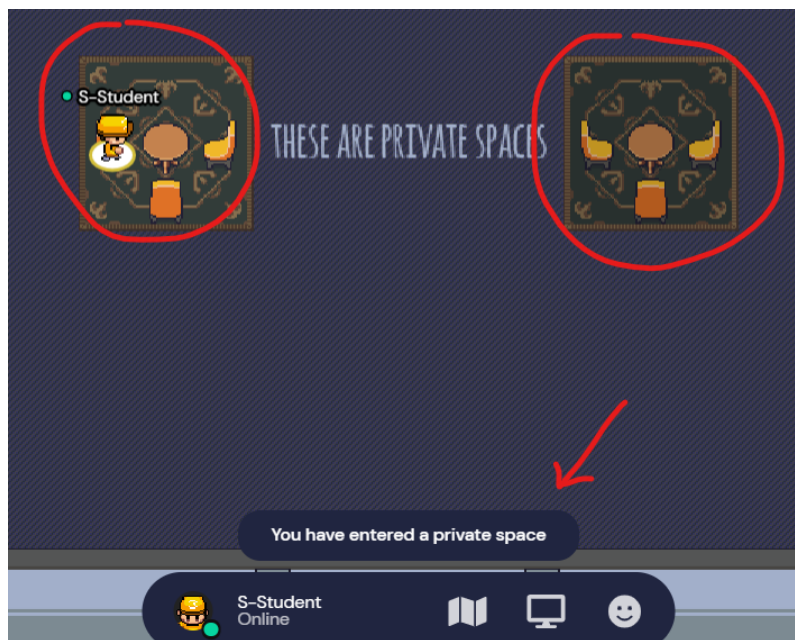 S-Student
THESE ARE PRIVATE SPACES
You have entered a private space
S-Student
Online